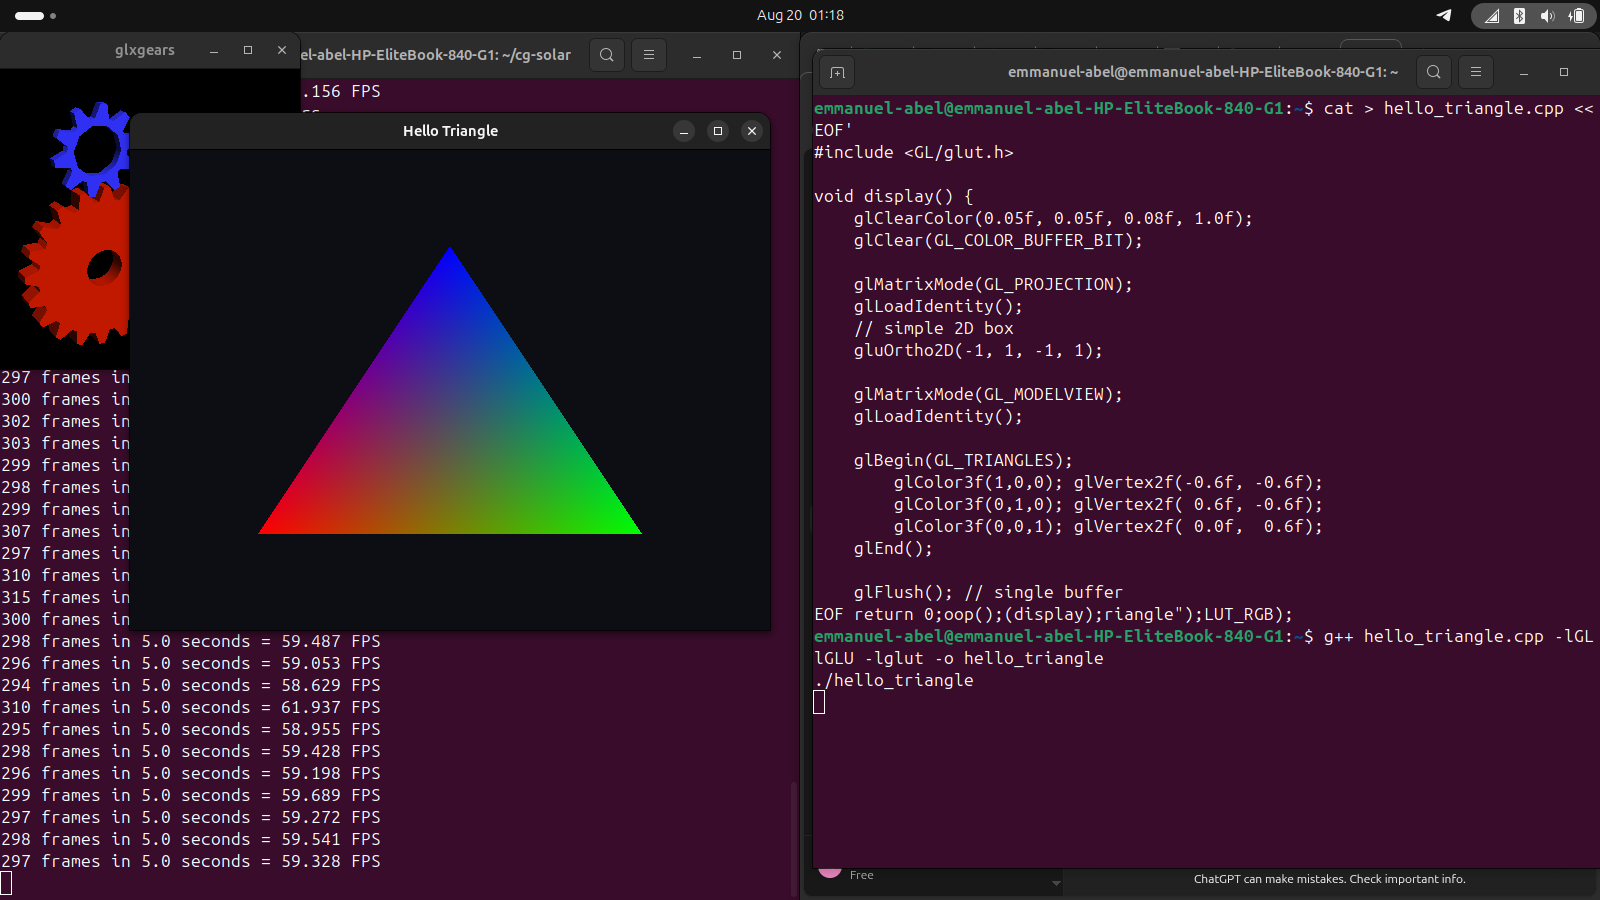 Aug 20 01:18
glxgears
el-abel-HP-EliteBook-840-G1: ~/cg-solar
.156 FPS
Hello Triangle
297 frames in
300 frames in
302 frames in
303 frames in
299 frames in
298 frames in
299 frames in
307 frames in
297 frames in
310 frames in
315 frames in
300 frames in
298 frames in 5.0 seconds = 59.487 FPS
296 frames in 5.0 seconds = 59.053 FPS
294 frames in 5.0 seconds = 58.629 FPS
310 frames in 5.0 seconds = 61.937 FPS
295 frames in 5.0 seconds = 58.955 FPS
298 frames in 5.0 seconds = 59.428 FPS
296 frames in 5.0 seconds = 59.198 FPS
299 frames in 5.0 seconds = 59.689 FPS
297 frames in 5.0 seconds = 59.272 FPS
298 frames in 5.0 seconds = 59.541 FPS
297 frames in 5.0 seconds = 59.328 FPS
emmanuel-abel@emmanuel-abel-HP-EliteBook-840-G1: ~
emmanuel-abel@emmanuel-abel-HP-EliteBook-840-G1:~$ cat > hello_triangle.cpp <<
EOF'
#include <GL/glut.h>
void display() {
glClearColor(0.05f, 0.05f, 0.08f, 1.0f);
glClear(GL_COLOR_BUFFER_BIT);
glMatrixMode(GL_PROJECTION);
glLoadIdentity();
// simple 2D box
gluOrtho2D(-1, 1, -1, 1);
glMatrixMode(GL_MODELVIEW);
glLoadIdentity();
glBegin(GL_TRIANGLES);
glColor3f(1,0,0); glVertex2f(-0.6f, -0.6f);
glColor3f(0,1,0); glVertex2f( 0.6f, -0.6f);
glColor3f(0,0,1); glVertex2f( 0.0f,  0.6f);
glEnd();
glFlush(); // single buffer
EOF return 0;oop();(display);riangle");LUT_RGB);
emmanuel-abel@emmanuel-abel-HP-EliteBook-840-G1:~$ g++ hello_triangle.cpp -lGL
lGLU -lglut -o hello_triangle
./hello_triangle
Free
ChatGPT can make mistakes. Check important info.